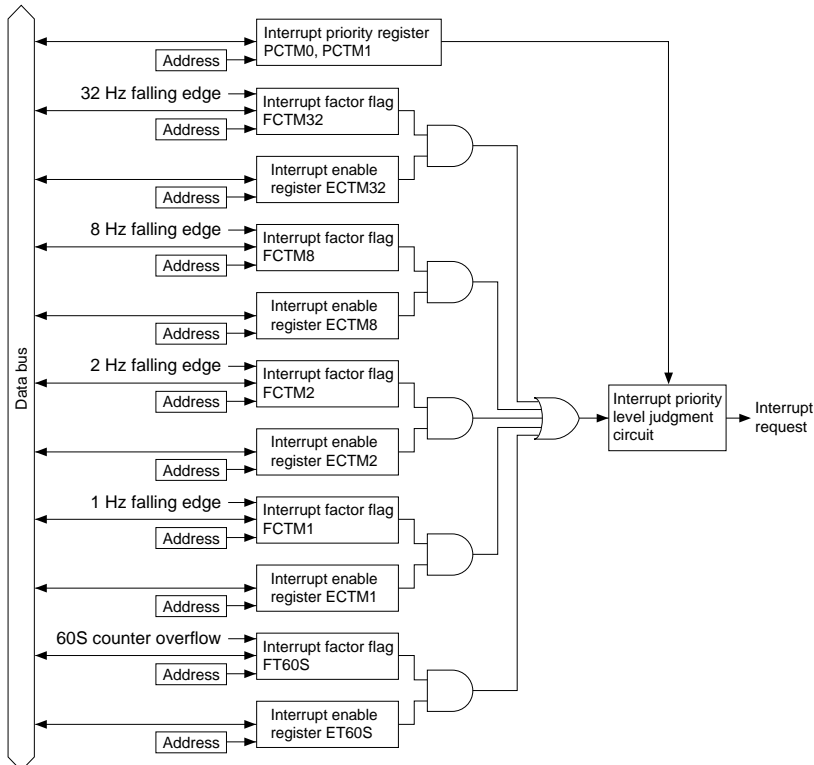 Data bus
Interrupt priority register
PCTM0, PCTM1
Address
32 Hz falling edge
Interrupt factor flag
FCTM32
Address
Interrupt enable
register ECTM32
Address
8 Hz falling edge
Interrupt factor flag
FCTM8
Address
Interrupt enable
register ECTM8
Address
2 Hz falling edge
Interrupt factor flag
FCTM2
Address
Interrupt enable
register ECTM2
Address
1 Hz falling edge
Interrupt factor flag
FCTM1
Address
Interrupt enable
register ECTM1
Address
60S counter overflow
Interrupt factor flag
FT60S
Address
Interrupt enable
register ET60S
Address
Interrupt priority
level judgment
circuit
Interrupt
request